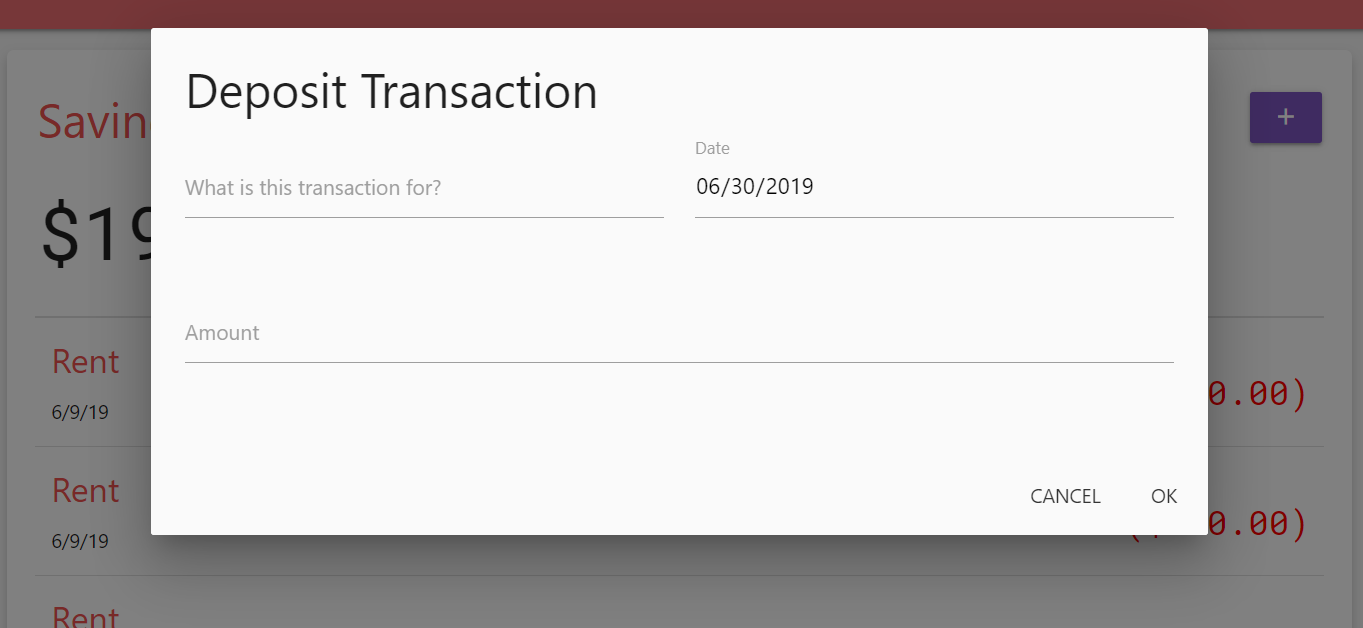 Deposit Transaction
Date
What is this transaction for?
06/30/2019
Amount
CANCEL
OK
Savin
+
$19
Rent
6/9/19
0.00)
Rent
6/9/19
0.00)
Rent